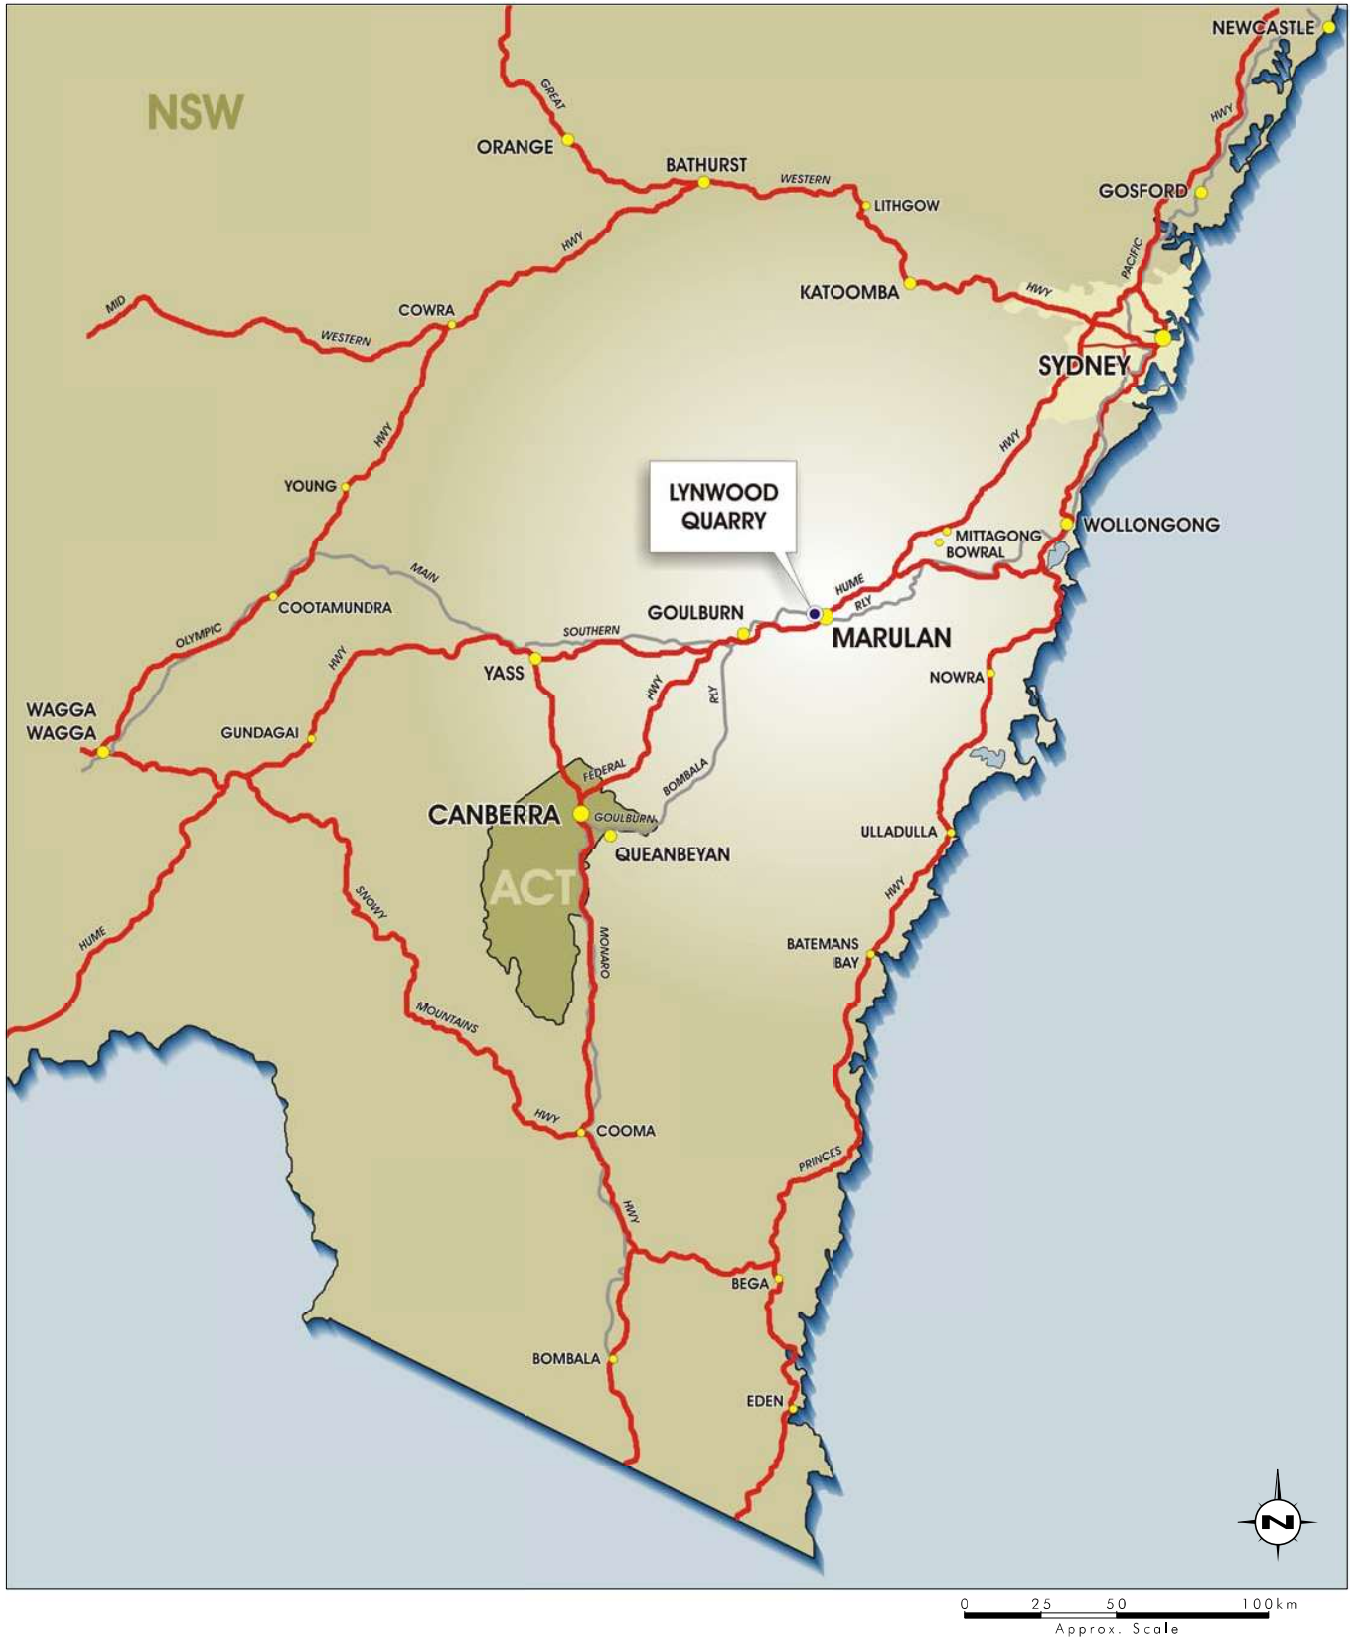 NEWCASTLE
NSW
GREAT
HWY
ORANGE
BATHURST
WESTERN
GOSFORD
LITHGOW
HWY
PACIFIC
KATOOMBA
HWY
MID
COWRA
WESTERN
SYDNEY
HWY
HWY
YOUNG
LYNWOOD
QUARRY
WOLLONGONG
MITTAGONG
BOWRAL
MAIN
HUME
RLY
COOTAMUNDRA
GOULBURN
OLYMPIC
SOUTHERN
MARULAN
HWY
YASS
NOWRA
HWY
RLY
WAGGA
WAGGA
GUNDAGAI
FEDERAL
BOMBALA
CANBERRA
GOULBURN
ULLADULLA
QUEANBEYAN
ACT
HWY
SNOWY
HUME
MONARO
BATEMANS
BAY
MOUNTAINS
HWY
COOMA
PRINCES
HWY
BEGA
BOMBALA
EDEN
N
0 25 50 100km
Approx. Scale